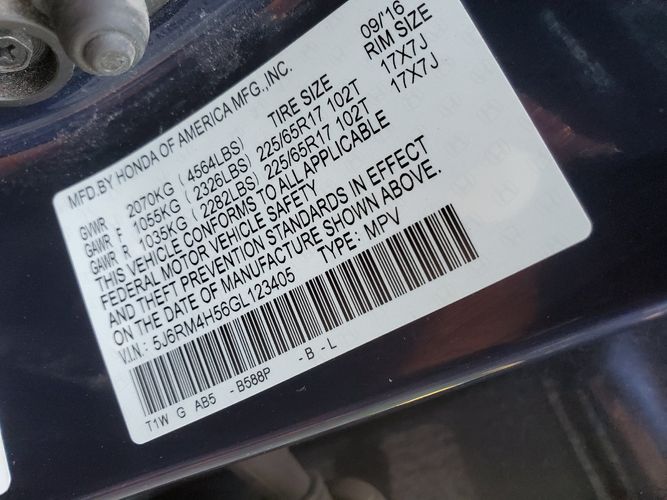 MFD.BY HONDA OF AMERICA MFG.,INC. 09/16
TIRE SIZE RIM SIZE
GVWR 2070KG ( 4564LBS)
GAWR F 1055KG ( 2326LBS) 225/65R17 102T 17X7J
GAWR R 1035KG ( 2282LBS) 225/65R17 102T 17X7J
THIS VEHICLE CONFORMS TO ALL APPLICABLE
FEDERAL MOTOR VEHICLE SAFETY
AND THEFT PREVENTION STANDARDS IN EFFECT
ON THE DATE OF MANUFACTURE SHOWN ABOVE.
V.I.N: 5J6RM4H56GL123405 TYPE: MPV
T1W G AB5 - B588P - B - L